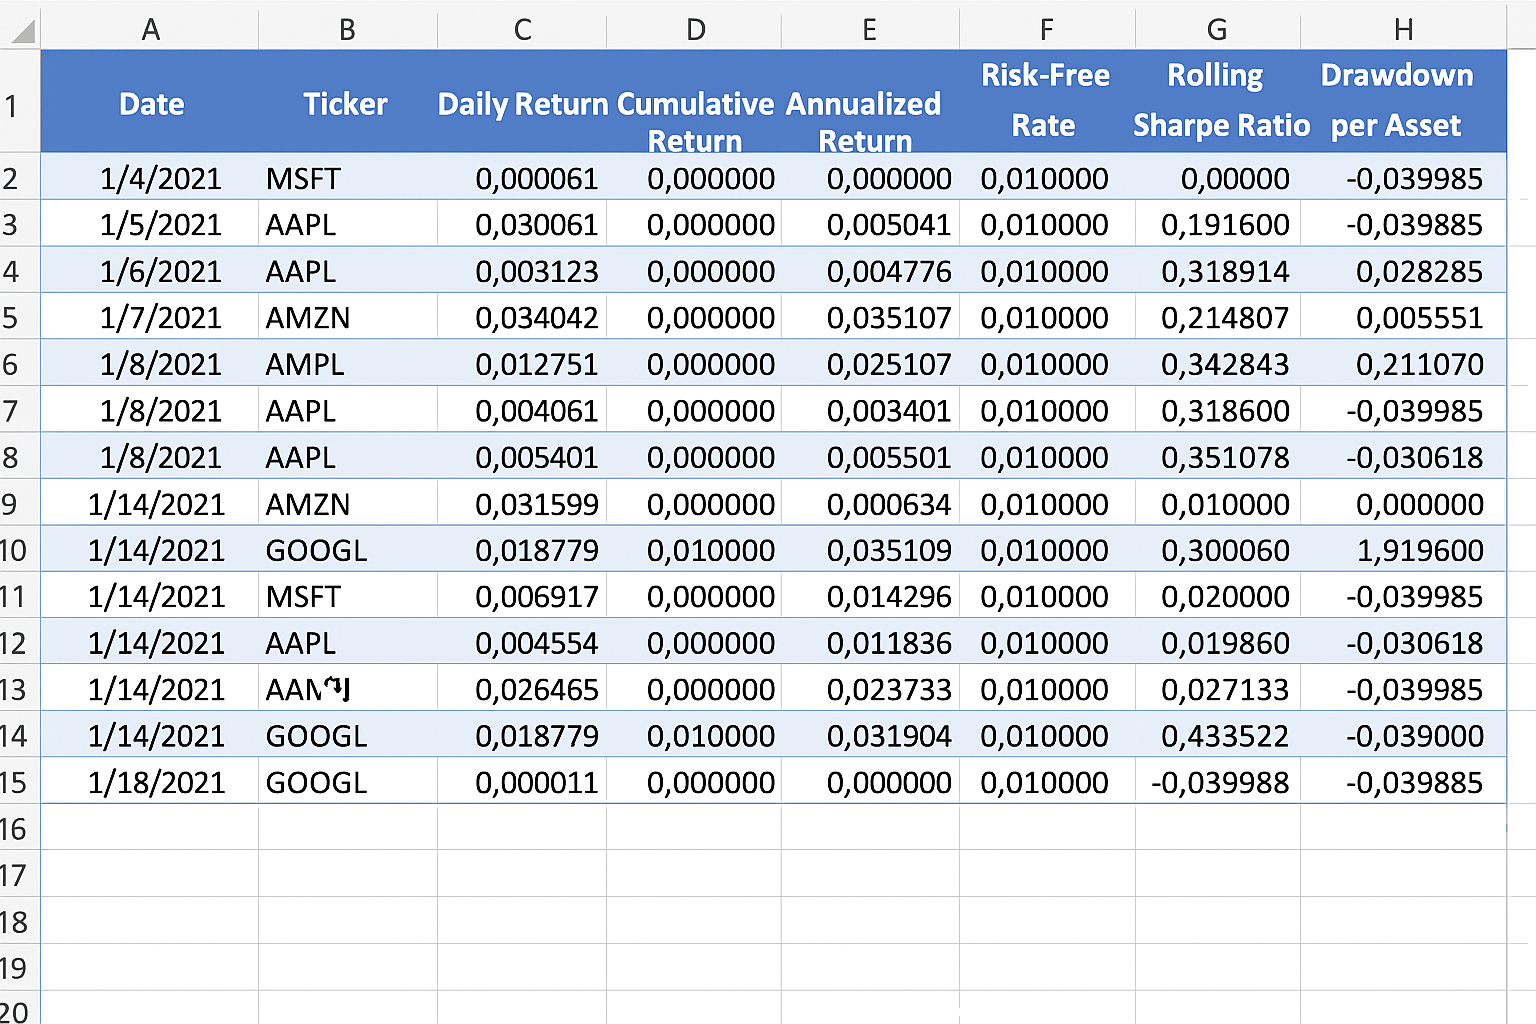 A B C D E F G H
1 Date Ticker Daily Return Cumulative Return Annualized Return Risk-Free Rate Rolling Sharpe Ratio Drawdown per Asset
2 1/4/2021 MSFT 0,000061 0,000000 0,000000 0,010000 0,00000 -0,039985
3 1/5/2021 AAPL 0,030061 0,000000 0,005041 0,010000 0,191600 -0,039885
4 1/6/2021 AAPL 0,003123 0,000000 0,004776 0,010000 0,318914 0,028285
5 1/7/2021 AMZN 0,034042 0,000000 0,035107 0,010000 0,214807 0,005551
6 1/8/2021 AMPL 0,012751 0,000000 0,025107 0,010000 0,342843 0,211070
7 1/8/2021 AAPL 0,004061 0,000000 0,003401 0,010000 0,318600 -0,039985
8 1/8/2021 AAPL 0,005401 0,000000 0,005501 0,010000 0,351078 -0,030618
9 1/14/2021 AMZN 0,031599 0,000000 0,000634 0,010000 0,010000 0,000000
10 1/14/2021 GOOGL 0,018779 0,010000 0,035109 0,010000 0,300060 1,919600
11 1/14/2021 MSFT 0,006917 0,000000 0,014296 0,010000 0,020000 -0,039985
12 1/14/2021 AAPL 0,004554 0,000000 0,011836 0,010000 0,019860 -0,030618
13 1/14/2021 0,026465 0,000000 0,023733 0,010000 0,027133 -0,039985
14 1/14/2021 GOOGL 0,018779 0,010000 0,031904 0,010000 0,433522 -0,039000
15 1/18/2021 GOOGL 0,000011 0,000000 0,000000 0,010000 -0,039988 -0,039885
16
17
18
19
20